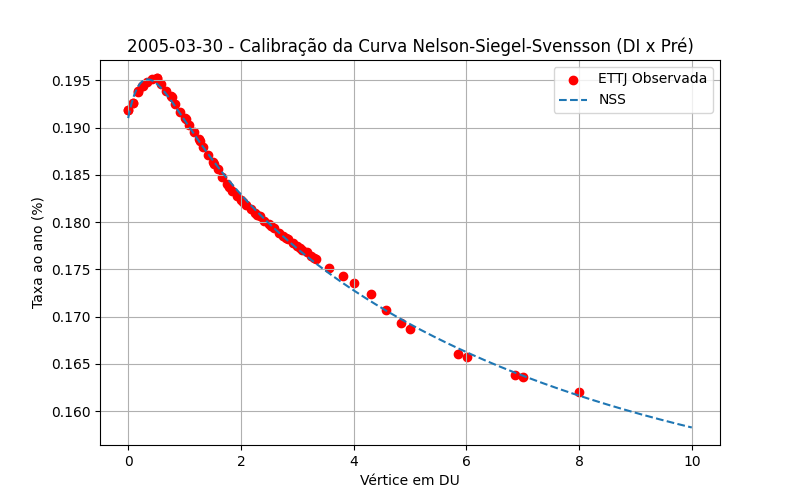 2005-03-30 - Calibração da Curva Nelson-Siegel-Svensson (DI x Pré)
ETTJ Observada
NSS
Taxa ao ano (%)
0.195
0.190
0.185
0.180
0.175
0.170
0.165
0.160
0 2 4 6 8 10
Vértice em DU